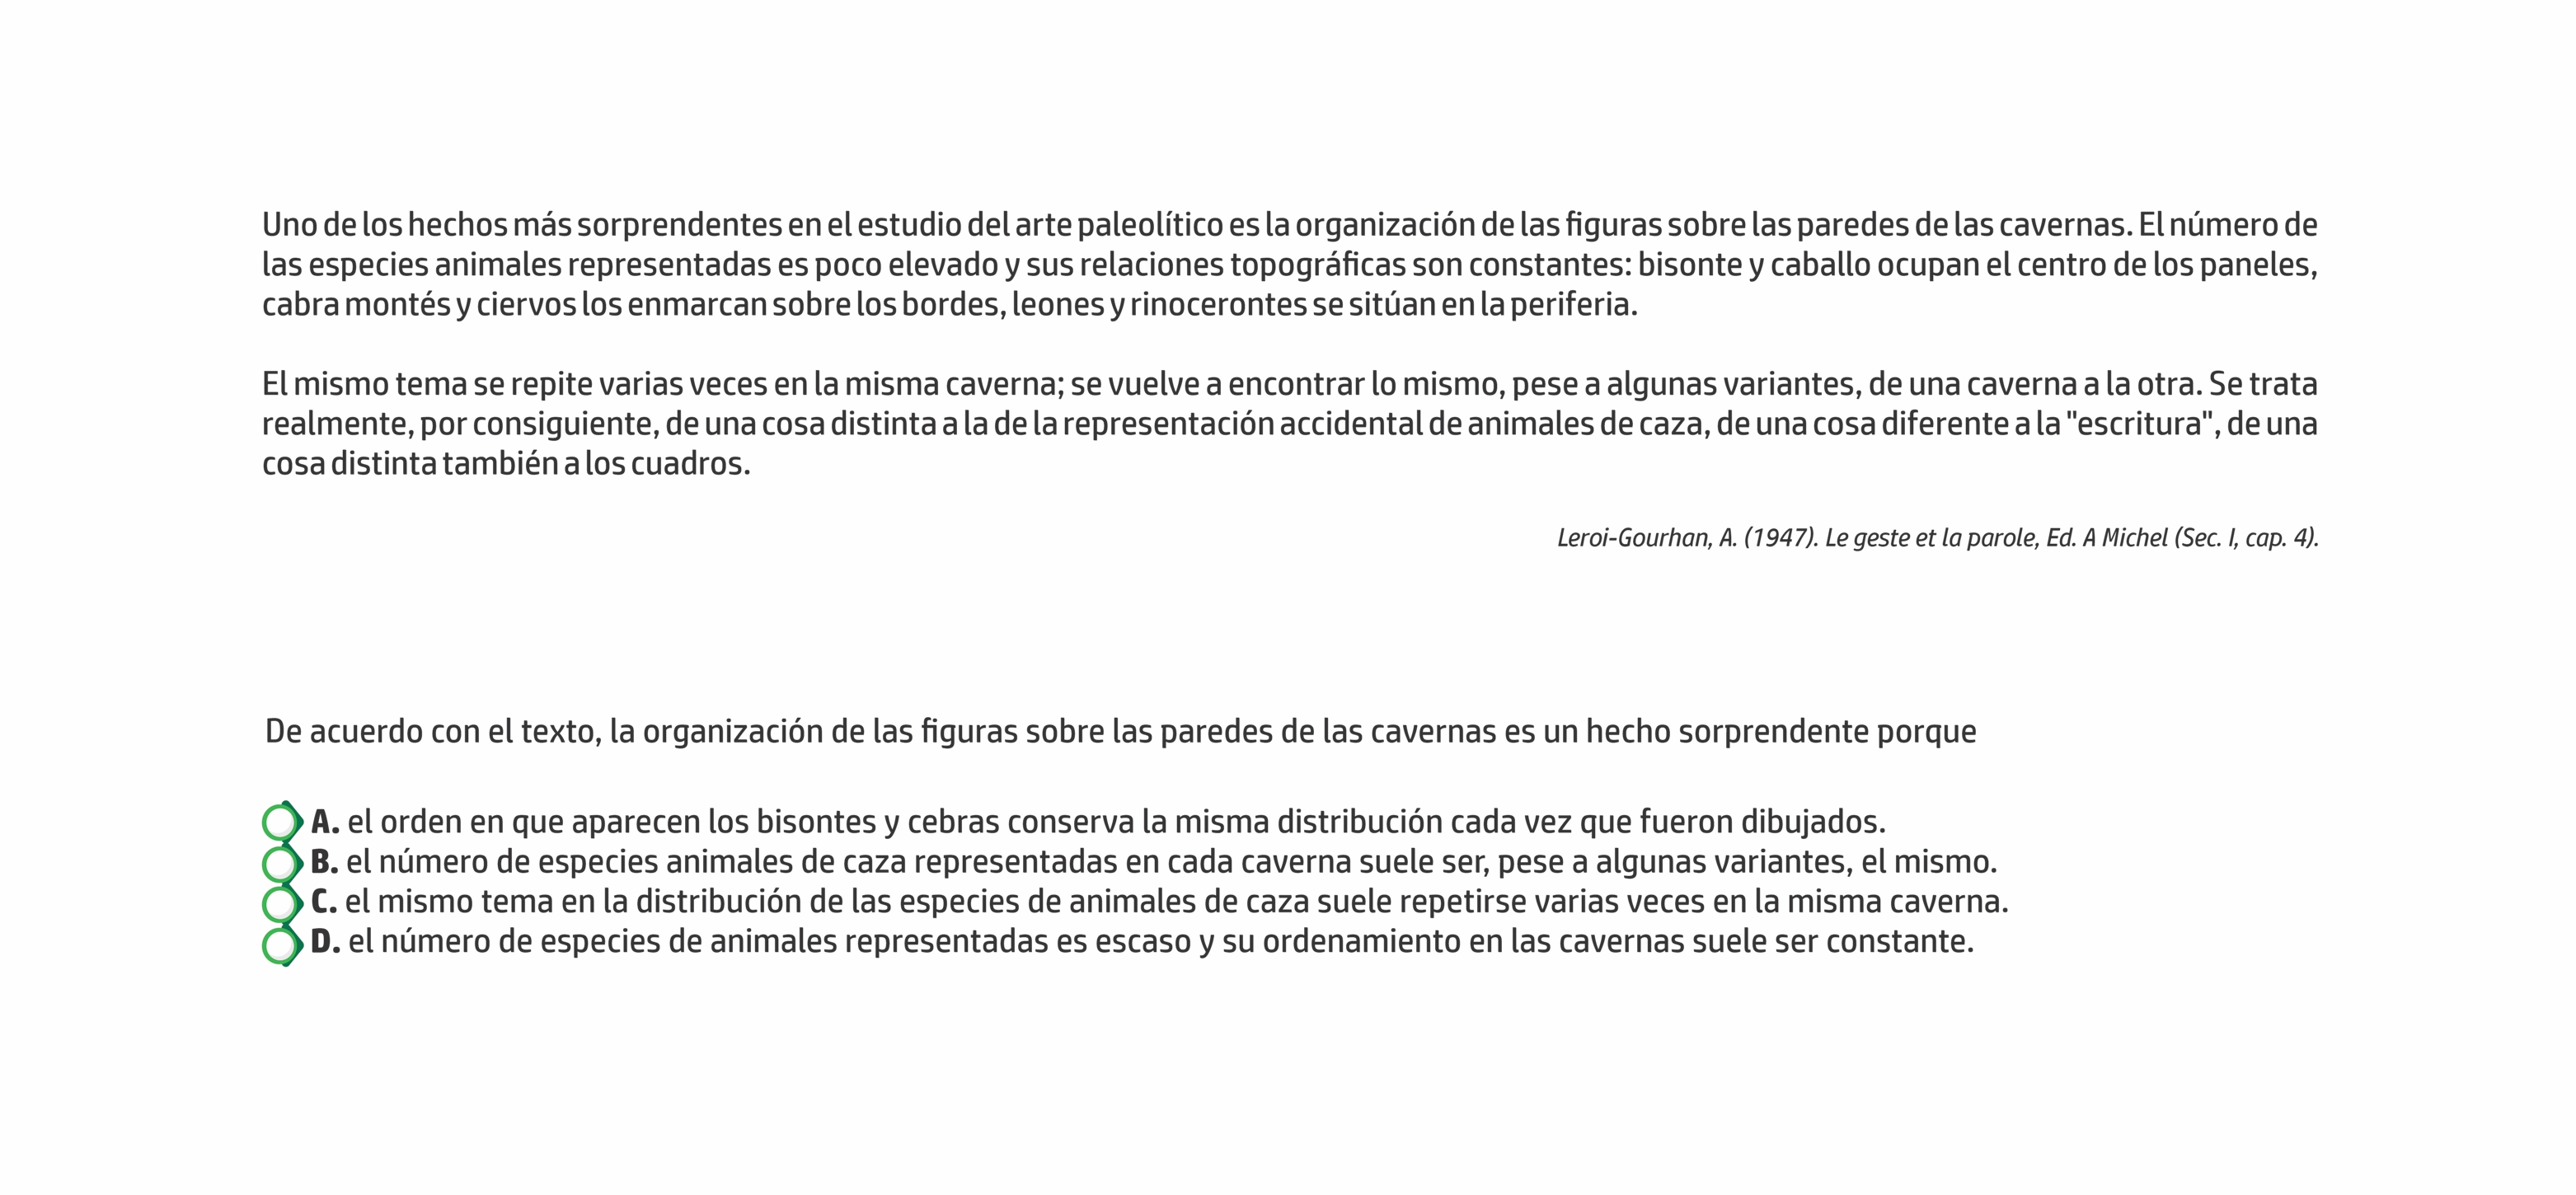 Uno de los hechos más sorprendentes en el estudio del arte paleolítico es la organización de las figuras sobre las paredes de las cavernas. El número de
las especies animales representadas es poco elevado y sus relaciones topográficas son constantes: bisonte y caballo ocupan el centro de los paneles,
cabra montés y ciervos los enmarcan sobre los bordes, leones y rinocerontes se sitúan en la periferia.
El mismo tema se repite varias veces en la misma caverna; se vuelve a encontrar lo mismo, pese a algunas variantes, de una caverna a la otra. Se trata
realmente, por consiguiente, de una cosa distinta a la de la representación accidental de animales de caza, de una cosa diferente a la "escritura", de una
cosa distinta también a los cuadros.
Leroi-Gourhan, A. (1947). Le geste et la parole, Ed. A Michel (Sec. I, cap. 4).
De acuerdo con el texto, la organización de las figuras sobre las paredes de las cavernas es un hecho sorprendente porque
A. el orden en que aparecen los bisontes y cebras conserva la misma distribución cada vez que fueron dibujados.
B. el número de especies animales de caza representadas en cada caverna suele ser, pese a algunas variantes, el mismo.
C. el mismo tema en la distribución de las especies de animales de caza suele repetirse varias veces en la misma caverna.
D. el número de especies de animales representadas es escaso y su ordenamiento en las cavernas suele ser constante.